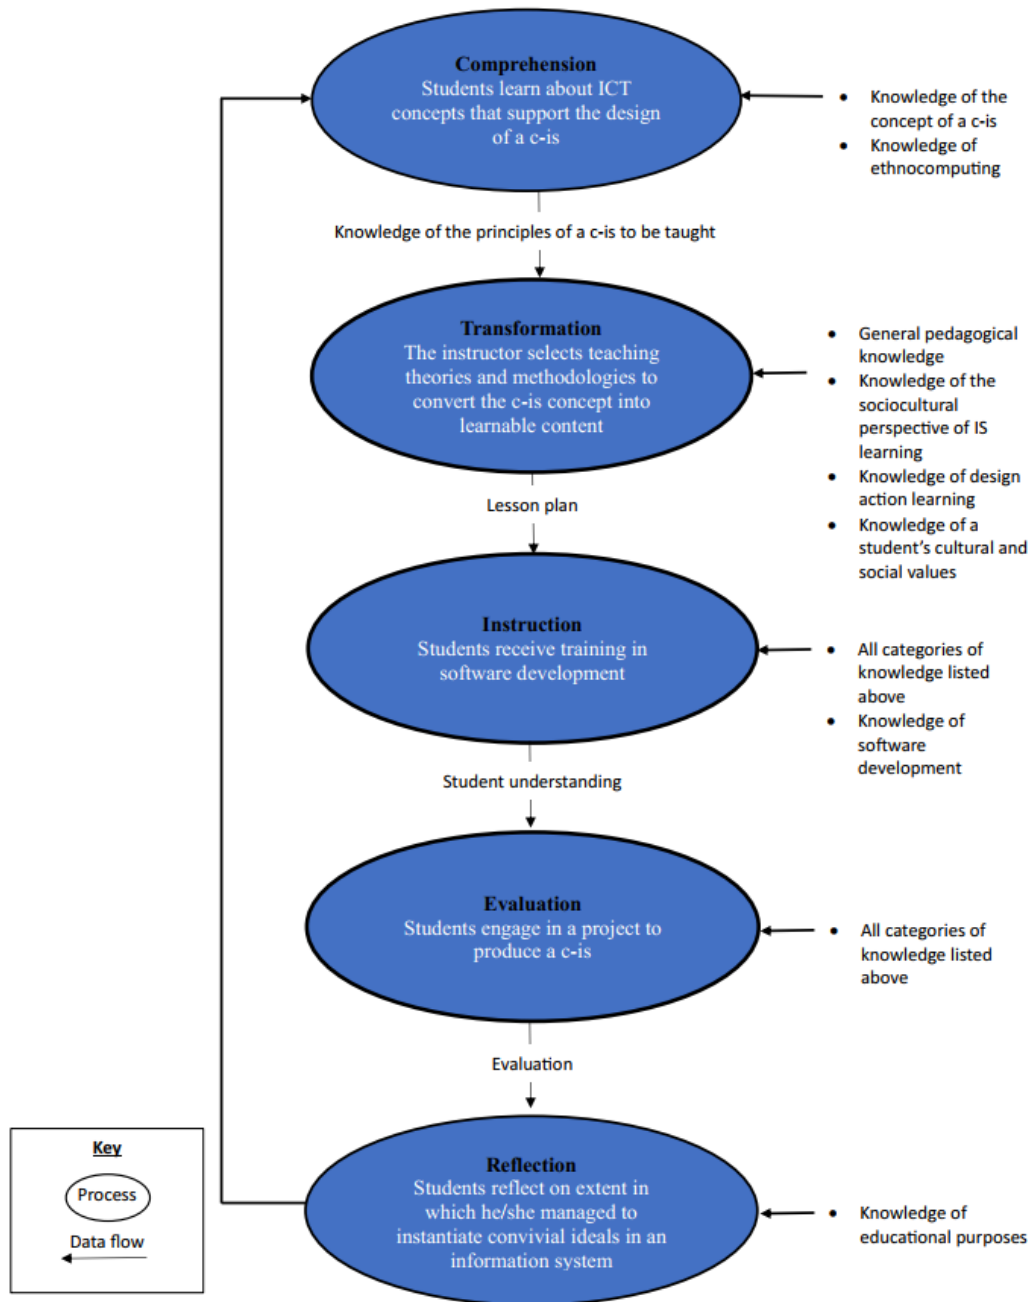 Comprehension
Students learn about ICT
concepts that support the design
of a c-is
• Knowledge of the
concept of a c-is
• Knowledge of
ethnocomputing
Knowledge of the principles of a c-is to be taught
Transformation
The instructor selects teaching
theories and methodologies to
convert the c-is concept into
learnable content
• General pedagogical
knowledge
• Knowledge of the
sociocultural
perspective of IS
learning
• Knowledge of design
action learning
• Knowledge of a
student's cultural and
social values
Lesson plan
Instruction
Students receive training in
software development
• All categories of
knowledge listed
above
• Knowledge of
software
development
Student understanding
Evaluation
Students engage in a project to
produce a c-is
• All categories of
knowledge listed
above
Evaluation
Reflection
Students reflect on extent in
which he/she managed to
instantiate convivial ideals in an
information system
• Knowledge of
educational purposes
Key
Process
Data flow